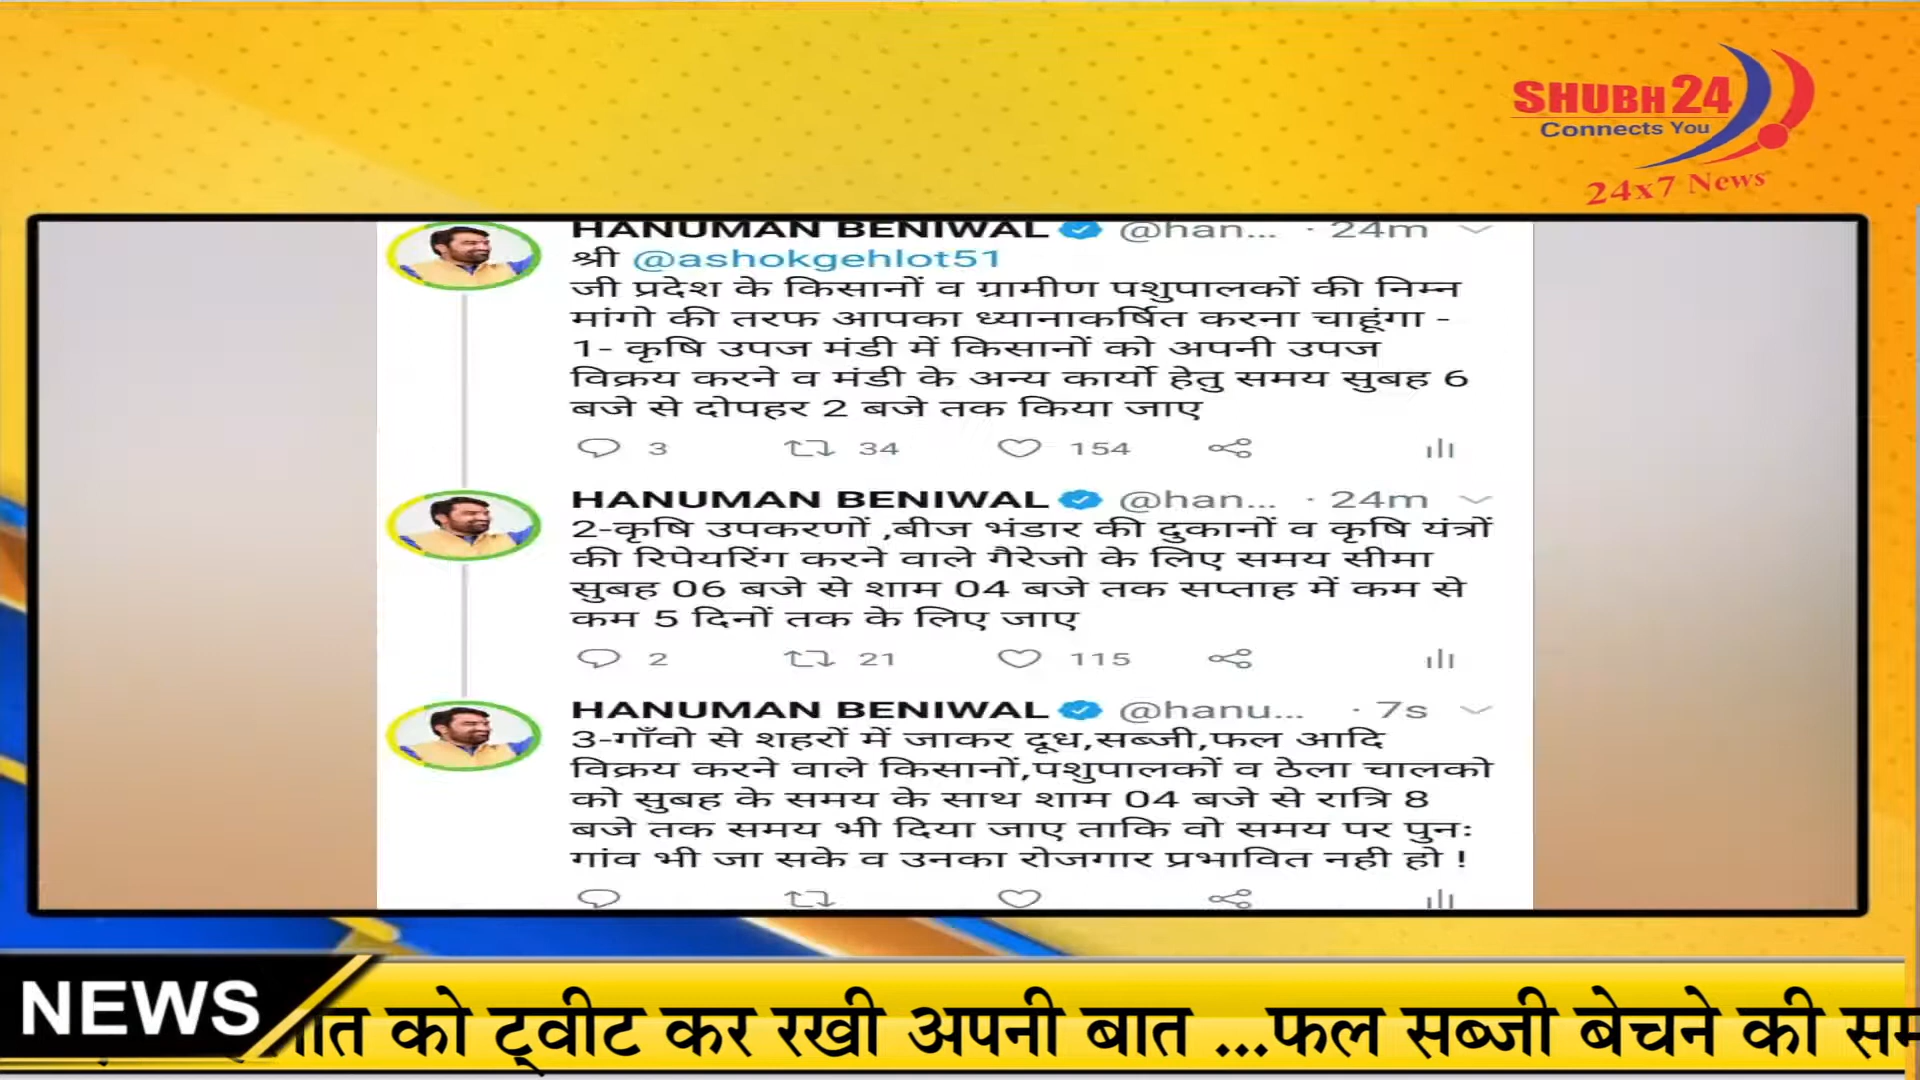 SHUBH 24
Connects You
24x7 News
HANUMAN BENIWAL @han... · 24m
श्री @ashokgehlot51
जी प्रदेश के किसानों व ग्रामीण पशुपालकों की निम्न
मांगो की तरफ आपका ध्यानाकर्षित करना चाहूंगा -
1- कृषि उपज मंडी में किसानों को अपनी उपज
विक्रय करने व मंडी के अन्य कार्यो हेतु समय सुबह 6
बजे से दोपहर 2 बजे तक किया जाए
3 34 154
HANUMAN BENIWAL @han... · 24m
2-कृषि उपकरणों ,बीज भंडार की दुकानों व कृषि यंत्रों
की रिपेयरिंग करने वाले गैरेजो के लिए समय सीमा
सुबह 06 बजे से शाम 04 बजे तक सप्ताह में कम से
कम 5 दिनों तक के लिए जाए
2 21 115
HANUMAN BENIWAL @hanu... · 7s
3-गाँवो से शहरों में जाकर दूध,सब्जी,फल आदि
विक्रय करने वाले किसानों,पशुपालकों व ठेला चालको
को सुबह के समय के साथ शाम 04 बजे से रात्रि 8
बजे तक समय भी दिया जाए ताकि वो समय पर पुनः
गांव भी जा सके व उनका रोजगार प्रभावित नही हो !
NEWS को ट्वीट कर रखी अपनी बात ...फल सब्जी बेचने की